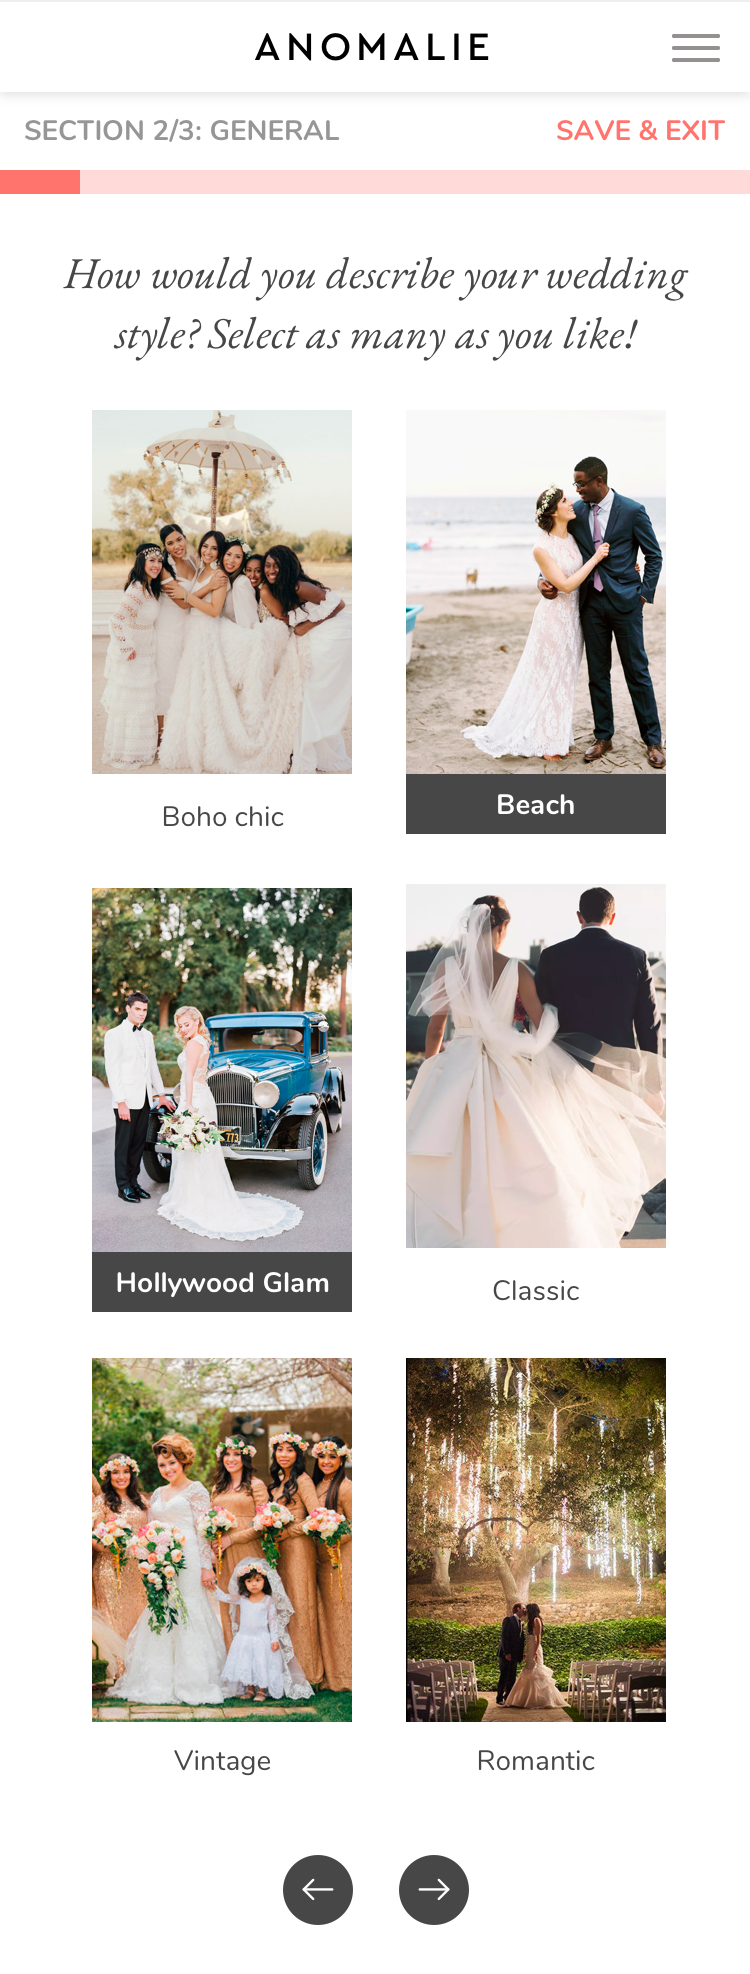 ANOMALIE
SECTION 2/3: GENERAL
SAVE & EXIT
How would you describe your wedding
style? Select as many as you like!
Boho chic
Beach
773
Hollywood Glam
Classic
Vintage
Romantic